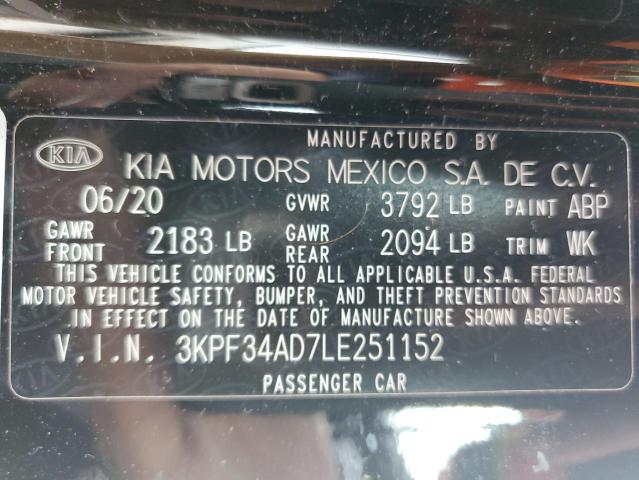 MANUFACTURED BY
KIA KIA MOTORS MEXICO S.A. DE C.V.
06/20 GVWR 3792 LB PAINT ABP
GAWR FRONT 2183 LB GAWR REAR 2094 LB TRIM WK
THIS VEHICLE CONFORMS TO ALL APPLICABLE U.S.A. FEDERAL
MOTOR VEHICLE SAFETY, BUMPER, AND THEFT PREVENTION STANDARDS
IN EFFECT ON THE DATE OF MANUFACTURE SHOWN ABOVE.
V.I.N. 3KPF34AD7LE251152
PASSENGER CAR